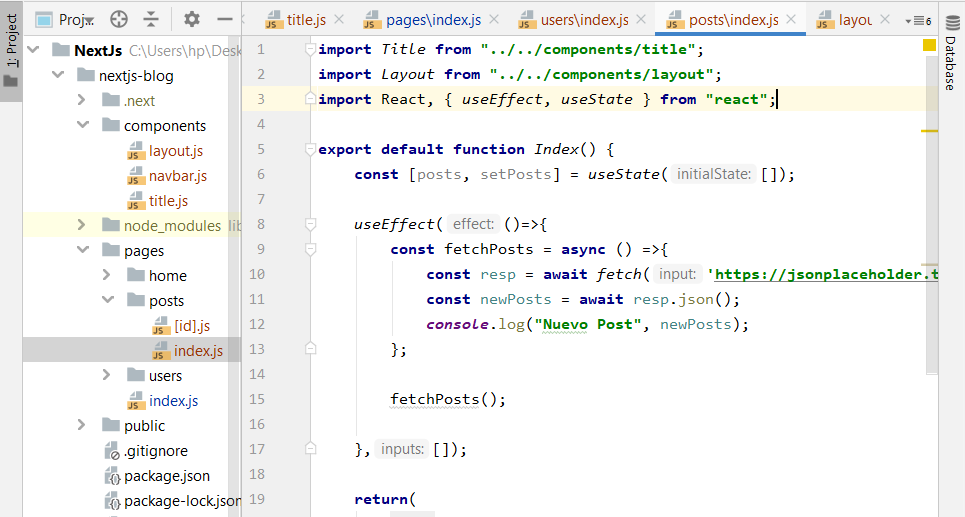 1: Project
Proj..
title.js
pages\index.js
users\index.js
posts\index.js
layou
6
NextJs C:\Users\hp\Desk
nextjs-blog
.next
components
layout.js
navbar.js
title.js
node_modules lib
pages
home
posts
[id].js
index.js
users
index.js
public
.gitignore
package.json
package-lock.json
1 import Title from "../../components/title";
2 import Layout from "../../components/layout";
3 import React, { useEffect, useState } from "react";
4
5 export default function Index() {
6 const [posts, setPosts] = useState( initialState: []);
7
8 useEffect( effect: ()=>{
9 const fetchPosts = async () =>{
10 const resp = await fetch( input: 'https://jsonplaceholder.t
11 const newPosts = await resp.json();
12 console.log("Nuevo Post", newPosts);
13 };
14
15 fetchPosts();
16
17 }, inputs: []);
18
19 return(
Database